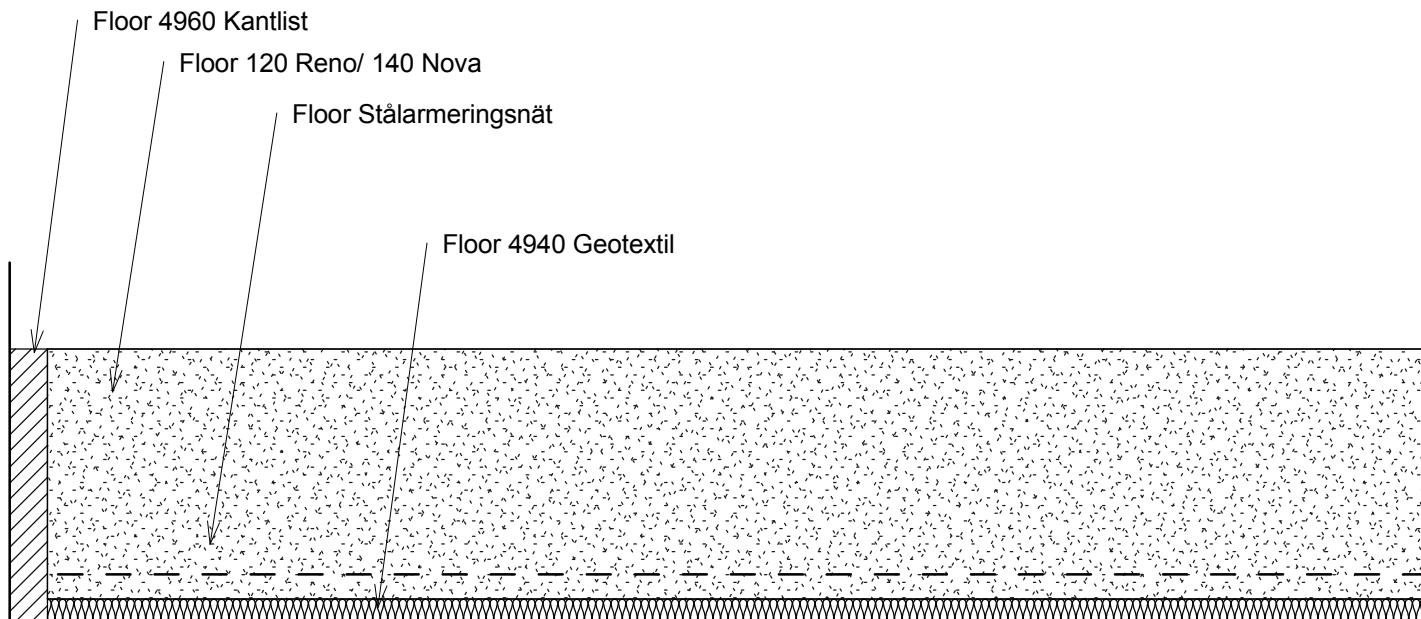 Floor 4960 Kantlist
Floor 120 Reno/ 140 Nova
Floor Stålarmeringsnät
Floor 4940 Geotextil